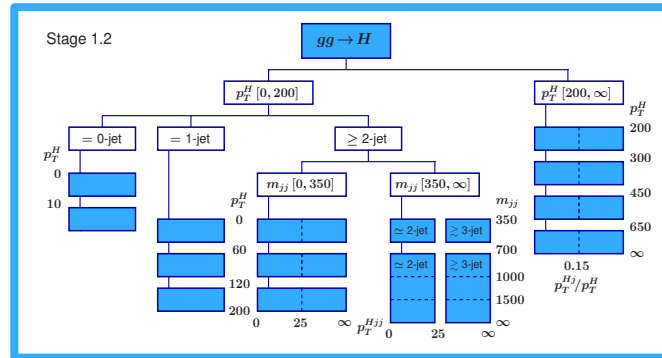 Stage 1.2
gg → H
p_T^H [0, 200]
p_T^H [200, ∞]
= 0-jet
= 1-jet
≥ 2-jet
p_T^H
0
10
m_jj [0, 350]
m_jj [350, ∞]
p_T^H
0
60
120
200
0
25
∞
p_T^Hjj
0
25
∞
≃ 2-jet
≳ 3-jet
≃ 2-jet
≳ 3-jet
m_jj
350
700
1000
1500
∞
p_T^H
200
300
450
650
∞
0.15
p_T^Hj/p_T^H